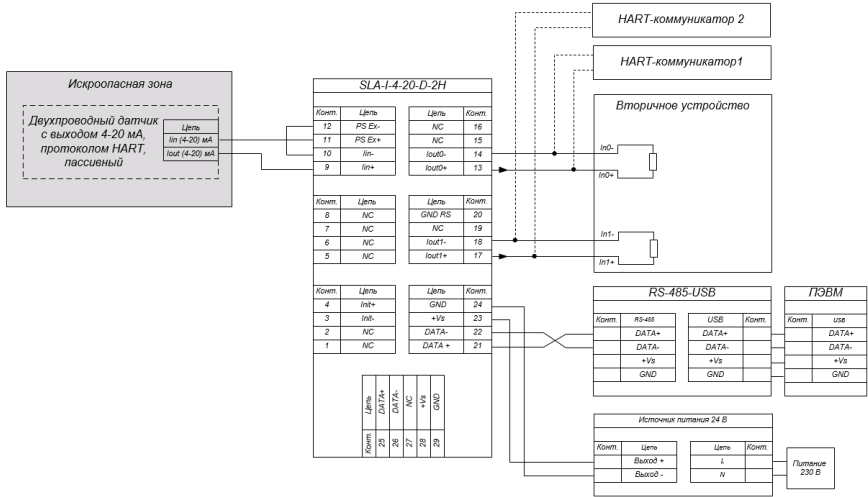 HART-коммуникатор 2
HART-коммуникатор1
Искроопасная зона
Двухпроводный датчик
с выходом 4-20 мА,
протоколом HART,
пассивный
Цепь
Iin (4-20) мА
Iout (4-20) мА
SLA-I-4-20-D-2H
Конт. Цепь Цепь Конт.
12 PS Ex- NC 16
11 PS Ex+ NC 15
10 Iin- Iout0- 14
9 Iin+ Iout0+ 13
Конт. Цепь Цепь Конт.
8 NC GND RS 20
7 NC NC 19
6 NC Iout1- 18
5 NC Iout1+ 17
Конт. Цепь Цепь Конт.
4 Init+ GND 24
3 Init- +Vs 23
2 NC DATA- 22
1 NC DATA + 21
Цепь DATA+ DATA- NC +Vs GND
Конт. 25 26 27 28 29
Вторичное устройство
In0-
In0+
In1-
In1+
RS-485-USB
Конт. RS-485 USB Конт.
DATA+ DATA+
DATA- DATA-
+Vs +Vs
GND GND
ПЭВМ
Конт. USB
DATA+
DATA-
+Vs
GND
Источник питания 24 В
Конт. Цепь Цепь Конт.
Выход + L
Выход - N
Питание
230 В